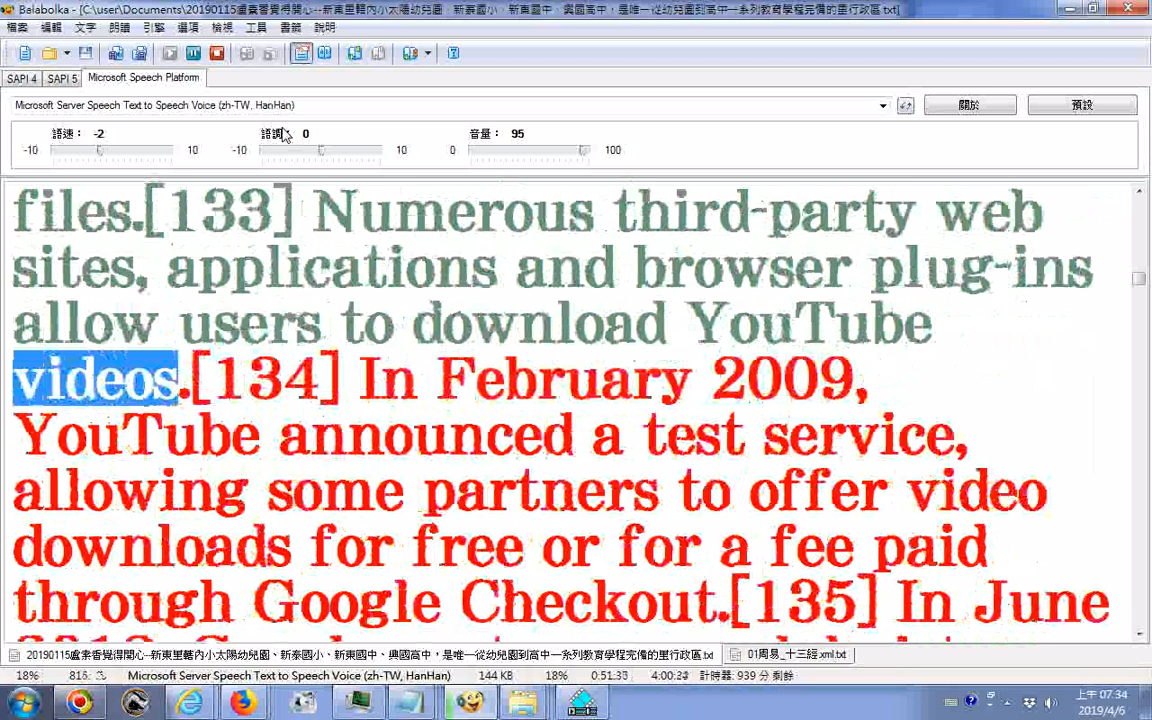 Balabolka - [C:\user\Documents\20190115盧素香覺得開心--新東里轄內小太陽幼兒園、新泰國小、新東國中、興國高中，是唯一從幼兒園到高中一系列教育學程完備的里行政區.txt]
檔案 編輯 文字 朗讀 引擎 選項 檢視 工具 書籤 說明
SAPI 4 SAPI 5 Microsoft Speech Platform
Microsoft Server Speech Text to Speech Voice (zh-TW, HanHan) 關於 預設
語速： -2 語調： 0 音量： 95
-10 10 -10 10 0 100
files.[133] Numerous third-party web
sites, applications and browser plug-ins
allow users to download YouTube
videos.[134] In February 2009,
YouTube announced a test service,
allowing some partners to offer video
downloads for free or for a fee paid
through Google Checkout.[135] In June
20190115盧素香覺得開心--新東里轄內小太陽幼兒園、新泰國小、新東國中、興國高中，是唯一從幼兒園到高中一系列教育學程完備的里行政區.txt 01周易_十三經.xml.txt
18% Microsoft Server Speech Text to Speech Voice (zh-TW, HanHan) 144 KB 18% 計時器: 939 分 剩餘
上午 07:34
2019/4/6